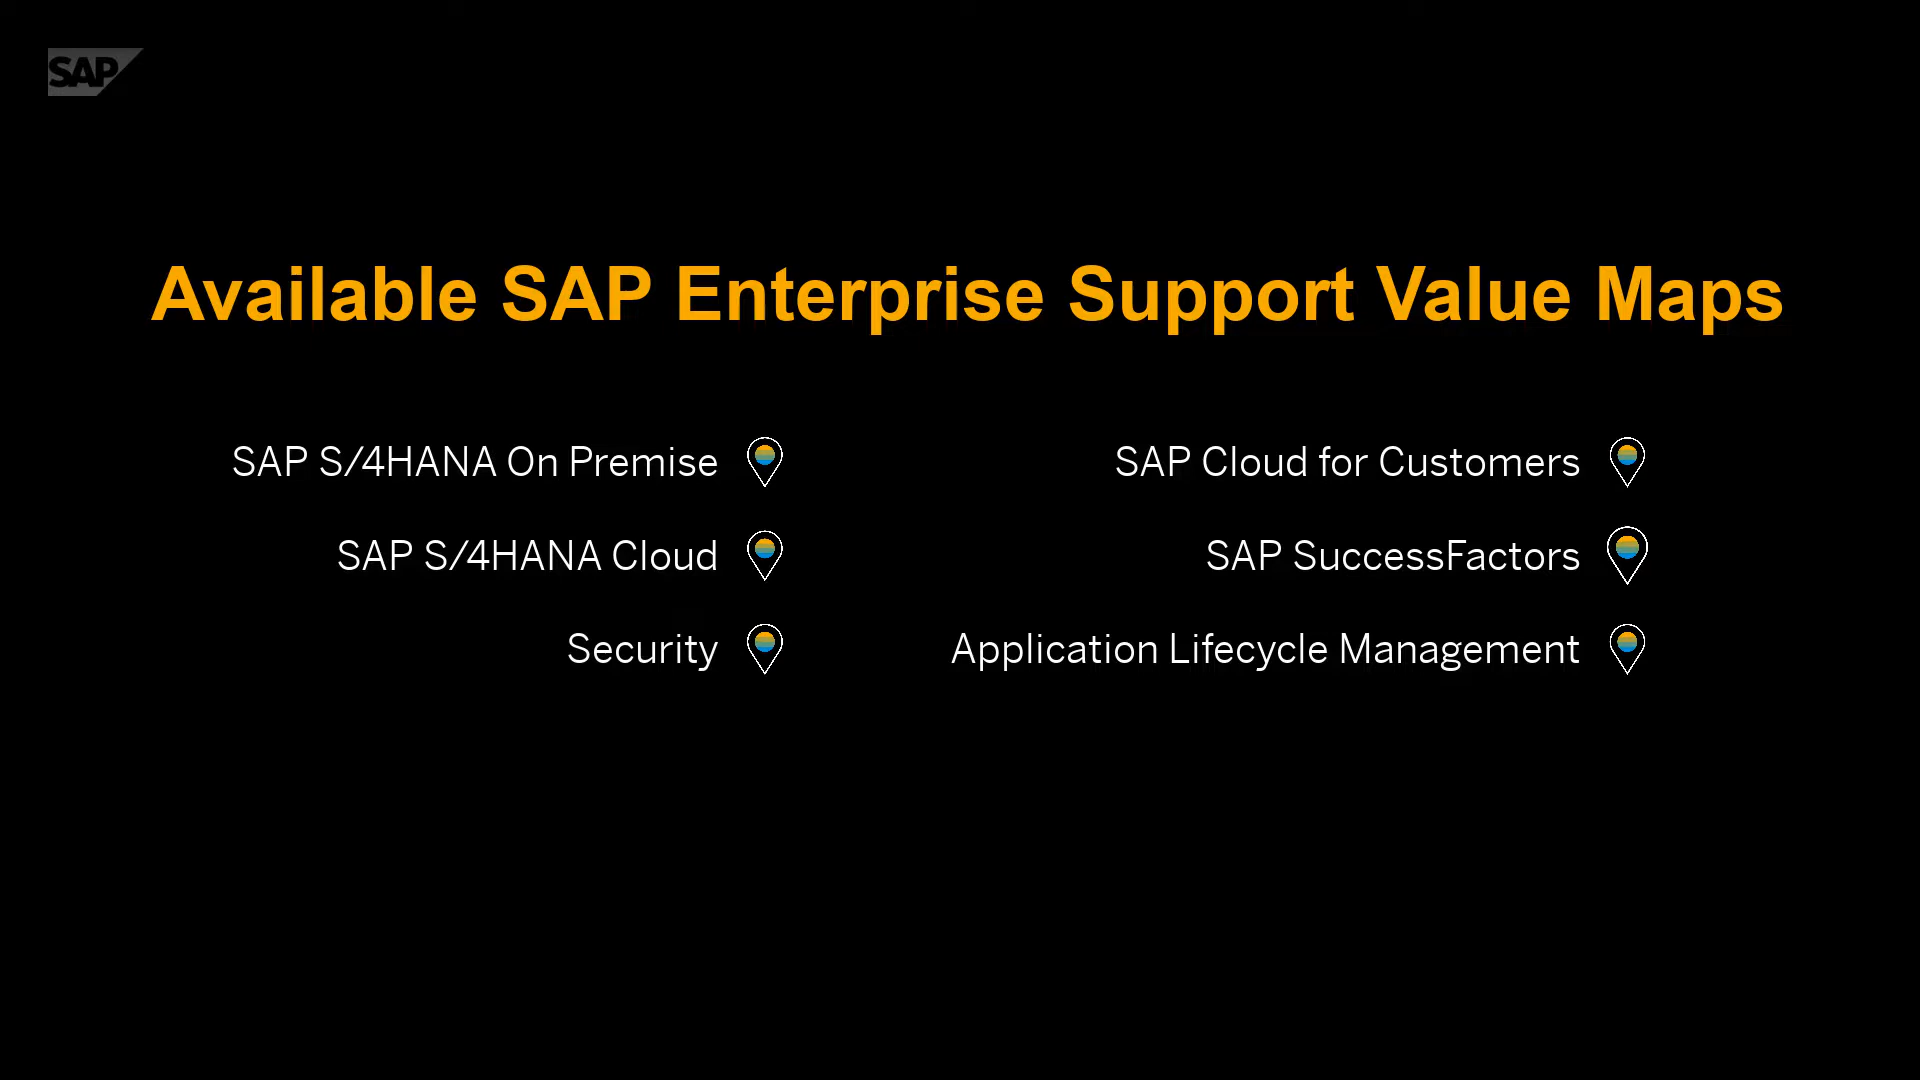 SAP
Available SAP Enterprise Support Value Maps
SAP S/4HANA On Premise
SAP S/4HANA Cloud
Security
SAP Cloud for Customers
SAP SuccessFactors
Application Lifecycle Management